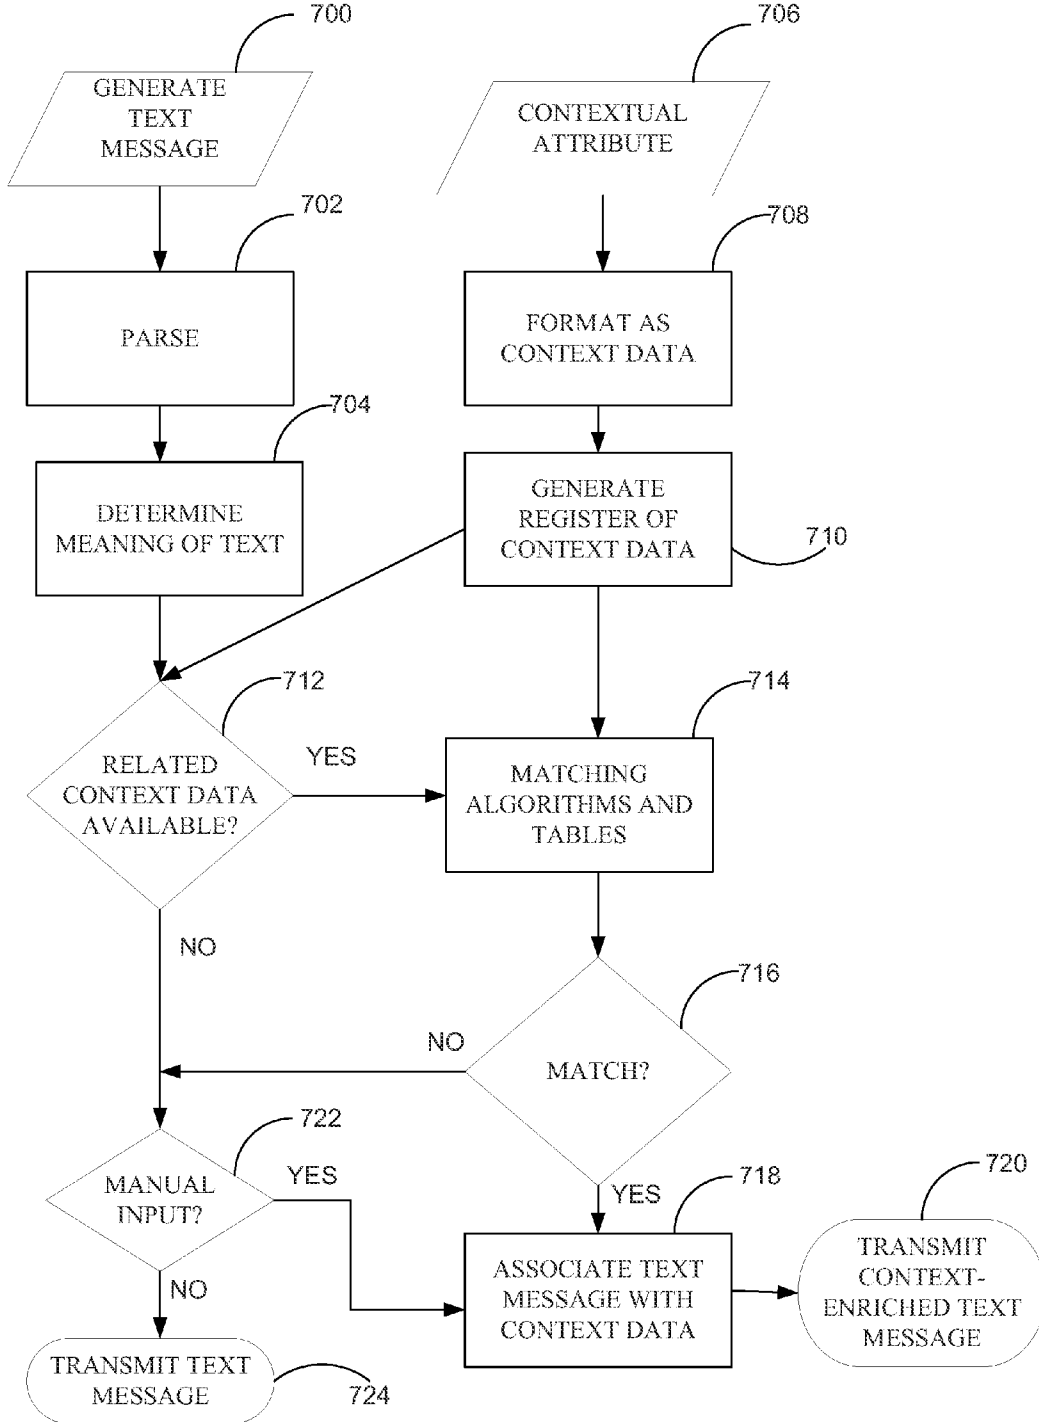 700
GENERATE
TEXT
MESSAGE
706
CONTEXTUAL
ATTRIBUTE
702
PARSE
708
FORMAT AS
CONTEXT DATA
704
DETERMINE
MEANING OF TEXT
GENERATE
REGISTER OF
CONTEXT DATA
710
712
RELATED
CONTEXT DATA
AVAILABLE?
YES
714
MATCHING
ALGORITHMS AND
TABLES
NO
716
MATCH?
NO
YES
722
MANUAL
INPUT?
YES
NO
718
ASSOCIATE TEXT
MESSAGE WITH
CONTEXT DATA
720
TRANSMIT
CONTEXT-
ENRICHED TEXT
MESSAGE
TRANSMIT TEXT
MESSAGE
724